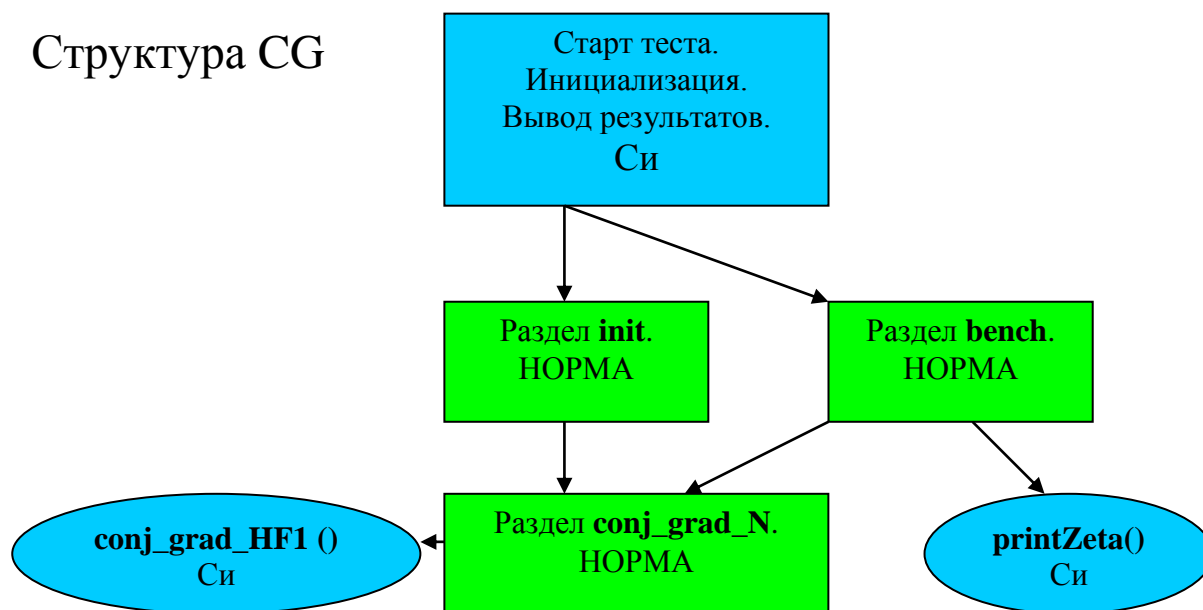 Структура CG
Старт теста.
Инициализация.
Вывод результатов.
Си
Раздел init.
НОРМА
Раздел bench.
НОРМА
conj_grad_HF1 ()
Си
Раздел conj_grad_N.
НОРМА
printZeta()
Си